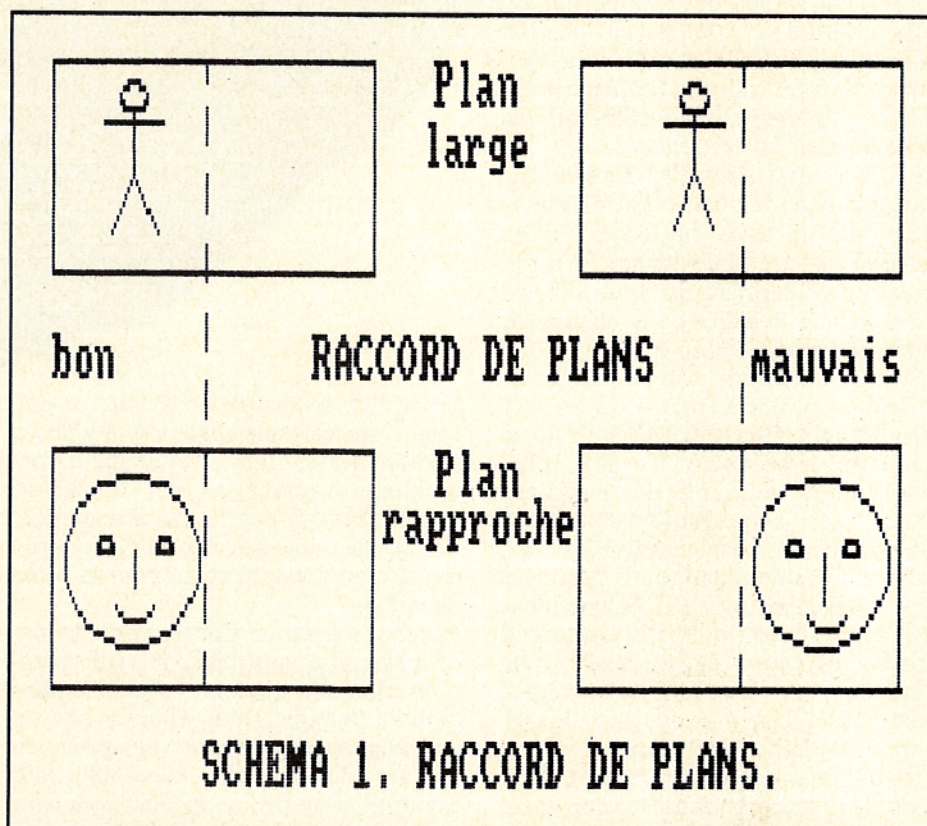 Plan
large
bon
RACCORD DE PLANS
mauvais
Plan
rapproche
SCHEMA 1. RACCORD DE PLANS.